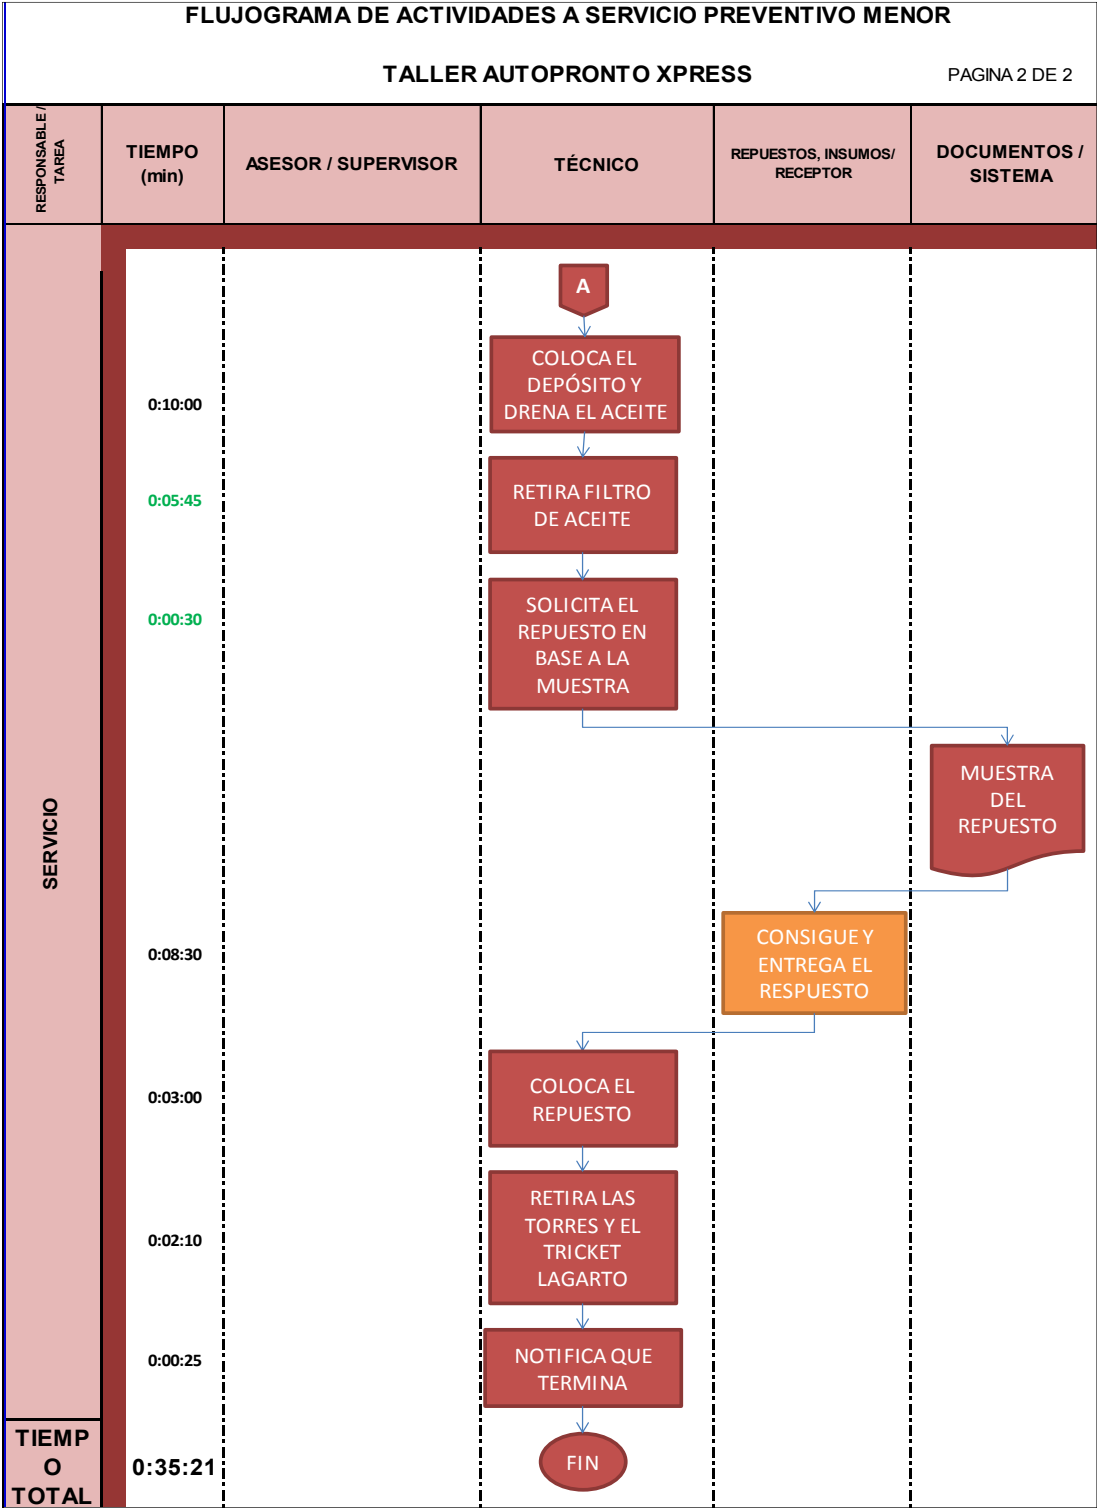 FLUJOGRAMA DE ACTIVIDADES A SERVICIO PREVENTIVO MENOR
TALLER AUTOPRONTO XPRESS
PAGINA 2 DE 2
RESPONSABLE /
TAREA
TIEMPO
(min)
ASESOR / SUPERVISOR
TÉCNICO
REPUESTOS, INSUMOS/
RECEPTOR
DOCUMENTOS /
SISTEMA
SERVICIO
A
0:10:00
COLOCA EL
DEPÓSITO Y
DRENA EL ACEITE
0:05:45
RETIRA FILTRO
DE ACEITE
0:00:30
SOLICITA EL
REPUESTO EN
BASE A LA
MUESTRA
MUESTRA
DEL
REPUESTO
0:08:30
CONSIGUE Y
ENTREGA EL
RESPUESTO
0:03:00
COLOCA EL
REPUESTO
0:02:10
RETIRA LAS
TORRES Y EL
TRICKET
LAGARTO
0:00:25
NOTIFICA QUE
TERMINA
TIEMP
O
TOTAL
0:35:21
FIN